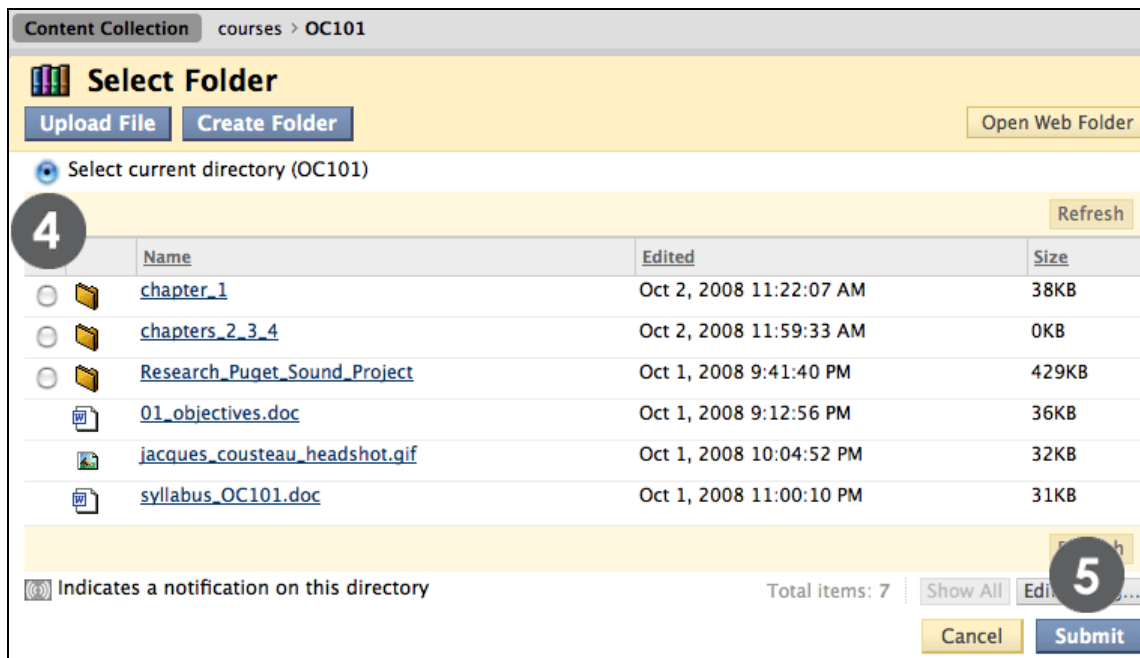 Content Collection courses > OC101
Select Folder
Upload File Create Folder Open Web Folder
Select current directory (OC101)
4 Refresh
Name Edited Size
chapter_1 Oct 2, 2008 11:22:07 AM 38KB
chapters_2_3_4 Oct 2, 2008 11:59:33 AM 0KB
Research_Puget_Sound_Project Oct 1, 2008 9:41:40 PM 429KB
01_objectives.doc Oct 1, 2008 9:12:56 PM 36KB
jacques_cousteau_headshot.gif Oct 1, 2008 10:04:52 PM 32KB
syllabus_OC101.doc Oct 1, 2008 11:00:10 PM 31KB
Indicates a notification on this directory Total items: 7 Show All 5
Cancel Submit